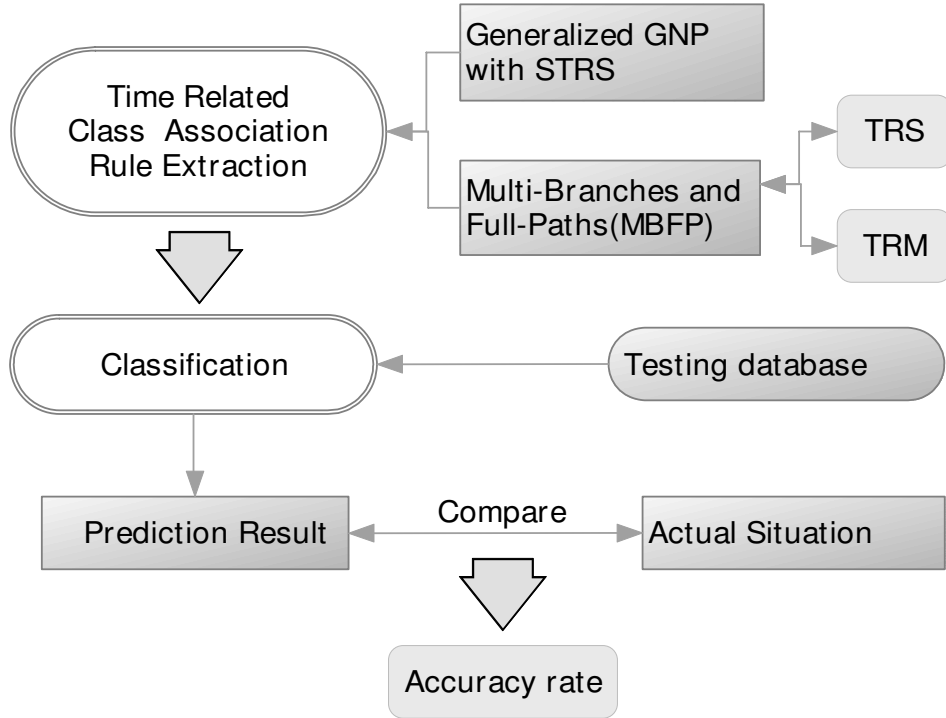 Generalized GNP
with STRS
Time Related
Class Association
Rule Extraction
TRS
Multi-Branches and
Full-Paths(MBFP)
TRM
Classification
Testing database
Prediction Result
Compare
Actual Situation
Accuracy rate